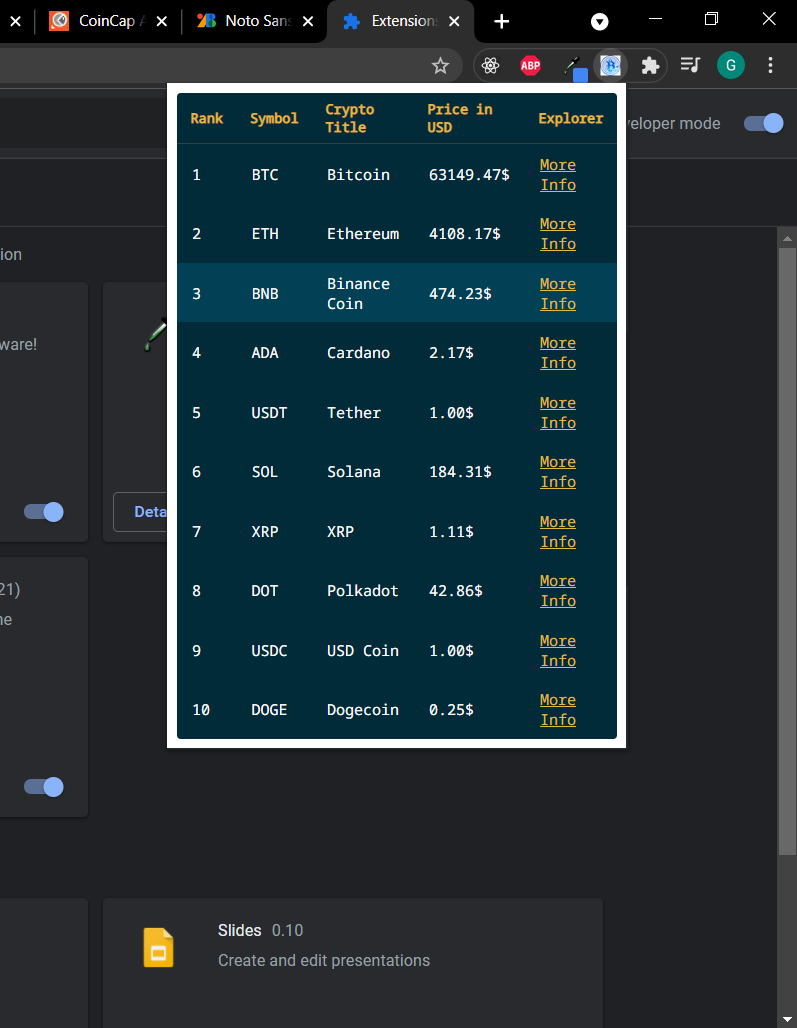 CoinCap
Noto Sans
Extensions
ABP
G
veloper mode
Rank Symbol Crypto Title Price in USD Explorer
1 BTC Bitcoin 63149.47$ More Info
2 ETH Ethereum 4108.17$ More Info
3 BNB Binance Coin 474.23$ More Info
4 ADA Cardano 2.17$ More Info
5 USDT Tether 1.00$ More Info
6 SOL Solana 184.31$ More Info
7 XRP XRP 1.11$ More Info
8 DOT Polkadot 42.86$ More Info
9 USDC USD Coin 1.00$ More Info
10 DOGE Dogecoin 0.25$ More Info
ion
ware!
Deta
21)
ne
Slides 0.10
Create and edit presentations